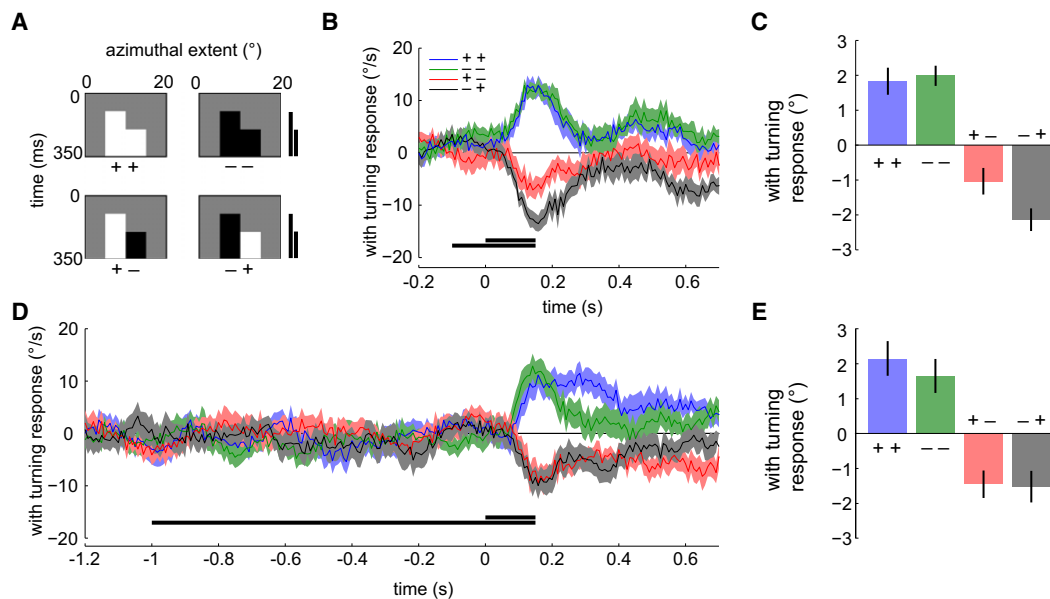 A
azimuthal extent (°)
0 20 0 20
0
time (ms)
350
+ +
– –
0
350
+ –
– +
B
with turning response (°/s)
20
10
0
−10
−20
+ +
– –
+ –
– +
-0.2 0 0.2 0.4 0.6
time (s)
C
with turning
response (°)
3
2
1
0
−1
−2
−3
+ +
– –
+ –
– +
D
with turning response (°/s)
20
10
0
−10
−20
-1.2 -1 -0.8 -0.6 -0.4 -0.2 0 0.2 0.4 0.6
time (s)
E
with turning
response (°)
3
2
1
0
−1
−2
−3
+ +
– –
+ –
– +